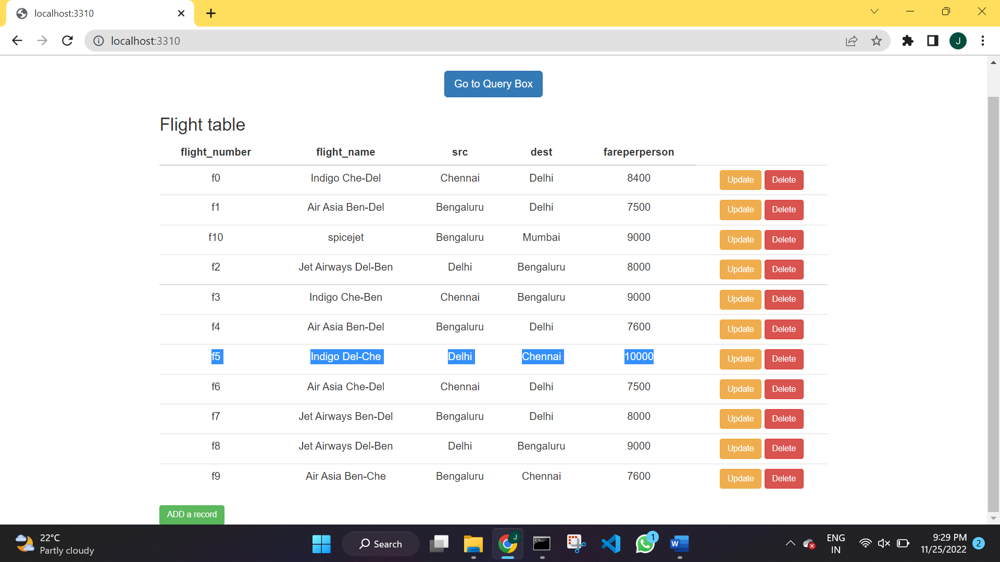 localhost:3310
localhost:3310
J
Go to Query Box
Flight table
flight_number flight_name src dest fareperperson
f0 Indigo Che-Del Chennai Delhi 8400 Update Delete
f1 Air Asia Ben-Del Bengaluru Delhi 7500 Update Delete
f10 spicejet Bengaluru Mumbai 9000 Update Delete
f2 Jet Airways Del-Ben Delhi Bengaluru 8000 Update Delete
f3 Indigo Che-Ben Chennai Bengaluru 9000 Update Delete
f4 Air Asia Ben-Del Bengaluru Delhi 7600 Update Delete
f5 Indigo Del-Che Delhi Chennai 10000 Update Delete
f6 Air Asia Che-Del Chennai Delhi 7500 Update Delete
f7 Jet Airways Ben-Del Bengaluru Delhi 8000 Update Delete
f8 Jet Airways Del-Ben Delhi Bengaluru 9000 Update Delete
f9 Air Asia Ben-Che Bengaluru Chennai 7600 Update Delete
ADD a record
22°C
Partly cloudy
Search
J
C:\
1
W
ENG
IN
9:29 PM
11/25/2022
2